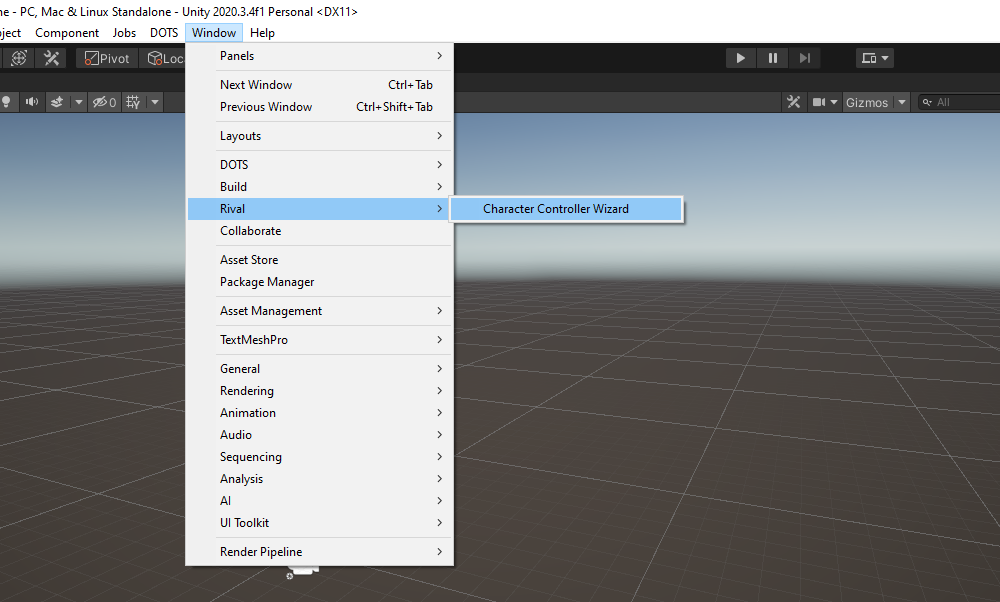 ne - PC, Mac & Linux Standalone - Unity 2020.3.4f1 Personal <DX11>
ject Component Jobs DOTS Window Help
Pivot Loca
Panels
Next Window Ctrl+Tab
Previous Window Ctrl+Shift+Tab
0 Gizmos All
Layouts
DOTS
Build
Rival Character Controller Wizard
Collaborate
Asset Store
Package Manager
Asset Management
TextMeshPro
General
Rendering
Animation
Audio
Sequencing
Analysis
AI
UI Toolkit
Render Pipeline